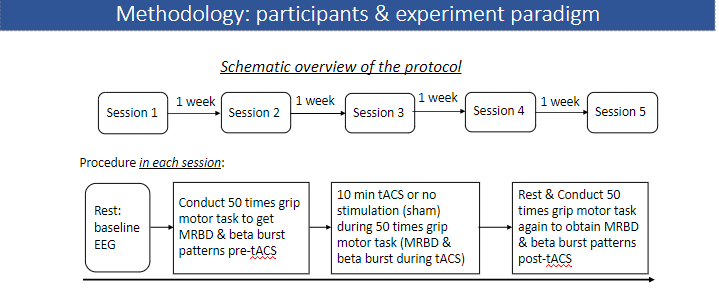 Methodology: participants & experiment paradigm
Schematic overview of the protocol
Session 1
1 week
Session 2
1 week
Session 3
1 week
Session 4
1 week
Session 5
Procedure in each session:
Rest:
baseline
EEG
Conduct 50 times grip
motor task to get
MRBD & beta burst
patterns pre-tACS
10 min tACS or no
stimulation (sham)
during 50 times grip
motor task (MRBD &
beta burst during tACS)
Rest & Conduct 50
times grip motor task
again to obtain MRBD
& beta burst patterns
post-tACS